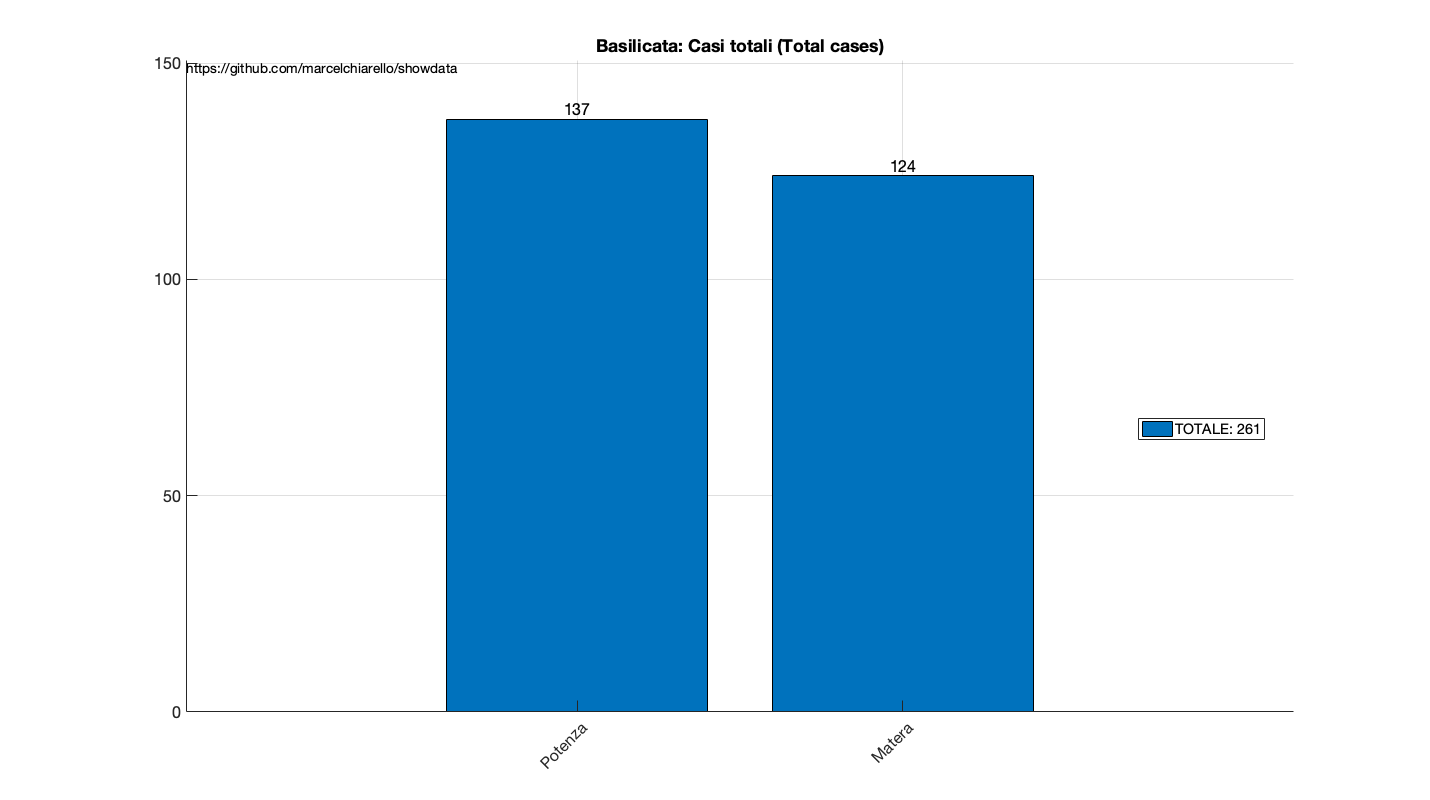 Basilicata: Casi totali (Total cases)
https://github.com/marcelchiarello/showdata
150
100
50
0
137
124
TOTALE: 261
Potenza
Matera